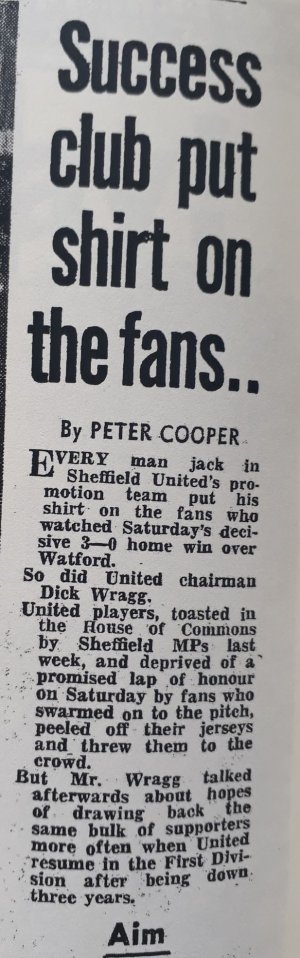 Success
club put
shirt on
the fans..
By PETER COOPER
EVERY man jack in
Sheffield United's pro-
motion team put his
shirt on the fans who
watched Saturday's deci-
sive 3—0 home win over
Watford.
So did United chairman
Dick Wragg.
United players, toasted in
the House of Commons
by Sheffield MPs last
week, and deprived of a
promised lap of honour
on Saturday by fans who
swarmed on to the pitch,
peeled off their jerseys
and threw them to the
crowd.
But Mr. Wragg talked
afterwards about hopes
of drawing back the
same bulk of supporters
more often when United
resume in the First Divi-
sion after being down
three years.
Aim